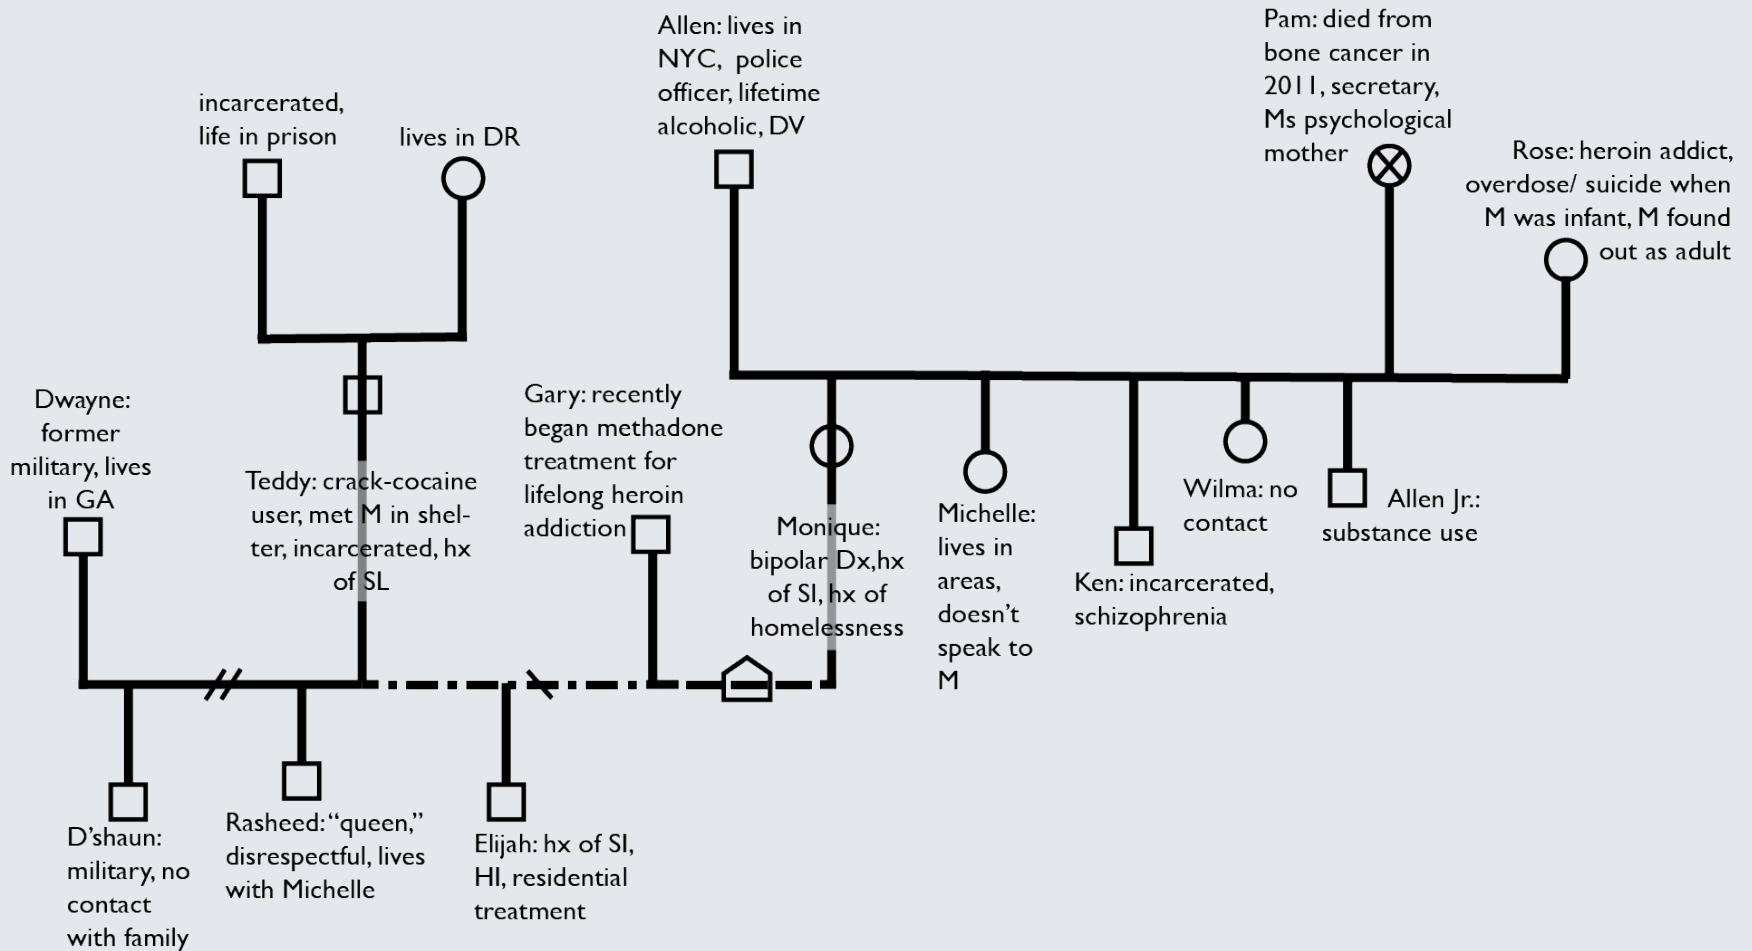 Allen: lives in
NYC, police
officer, lifetime
alcoholic, DV
Pam: died from
bone cancer in
2011, secretary,
Ms psychological
mother
incarcerated,
life in prison
lives in DR
Rose: heroin addict,
overdose/ suicide when
M was infant, M found
out as adult
Dwayne:
former
military, lives
in GA
Teddy: crack-cocaine
user, met M in shel-
ter, incarcerated, hx
of SL
Gary: recently
began methadone
treatment for
lifelong heroin
addiction
Monique:
bipolar Dx,hx
of SI, hx of
homelessness
Michelle:
lives in
areas,
doesn't
speak to
M
Ken: incarcerated,
schizophrenia
Wilma: no
contact
Allen Jr.:
substance use
D'shaun:
military, no
contact
with family
Rasheed: “queen,”
disrespectful, lives
with Michelle
Elijah: hx of SI,
HI, residential
treatment